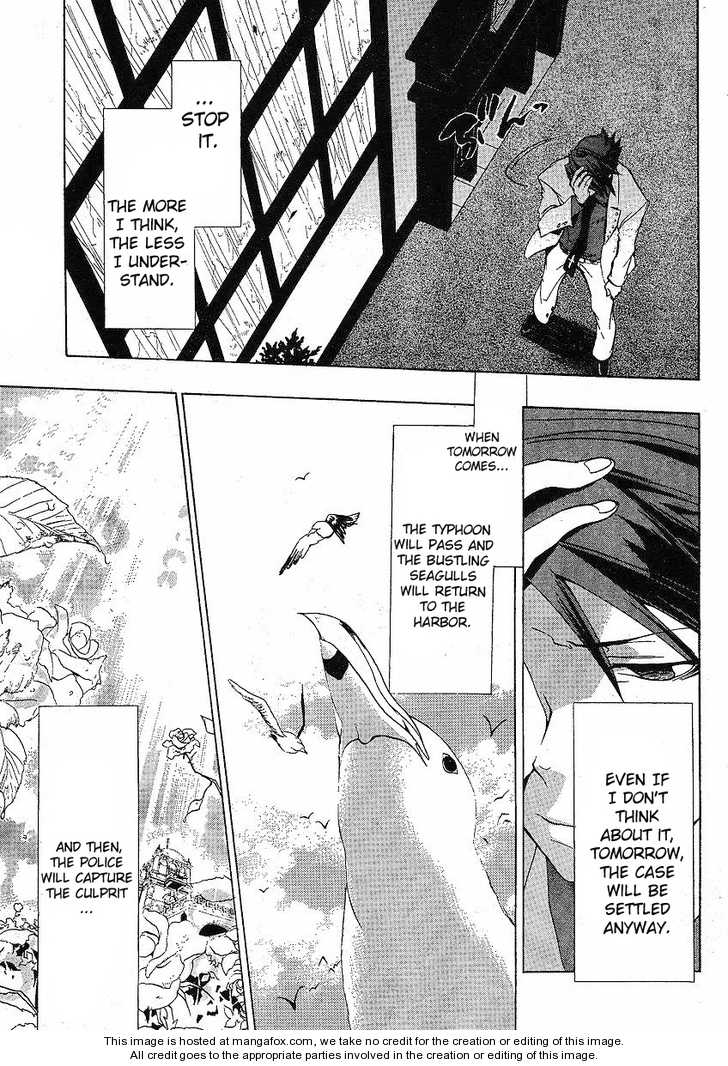 ...
STOP
IT.
THE MORE
I THINK,
THE LESS
I UNDER-
STAND.
ぶんっ
EVEN IF
I DON'T
THINK
ABOUT IT,
TOMORROW,
THE CASE
WILL BE
SETTLED
ANYWAY.
WHEN
TOMORROW
COMES...
THE TYPHOON
WILL PASS AND
THE BUSTLING
SEAGULLS
WILL RETURN
TO THE
HARBOR.
AND THEN,
THE POLICE
WILL CAPTURE
THE CULPRIT
...
This image is hosted at mangafox.com, we take no credit for the creation or editing of this image.
All credit goes to the appropriate parties involved in the creation or editing of this image.